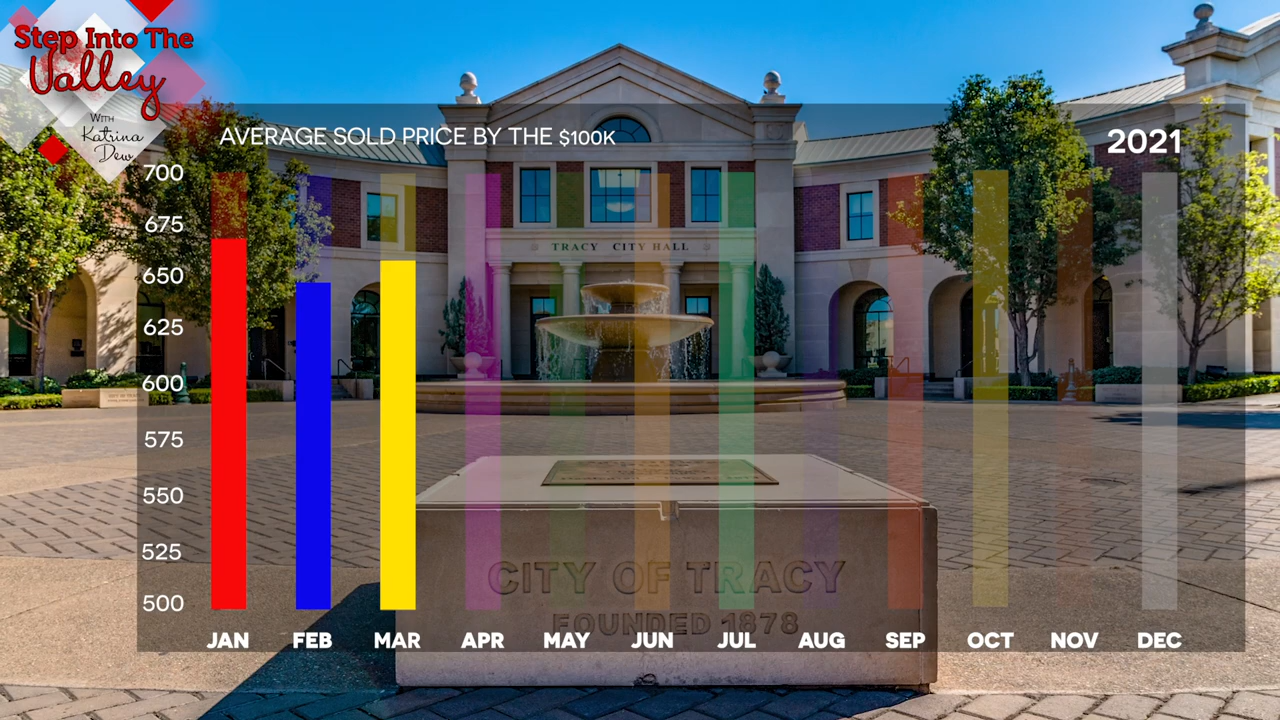 Step Into The
Valley
WITH
Katrina
Dew
AVERAGE SOLD PRICE BY THE $100K
2021
700
675
650
625
600
575
550
525
500
TRACY CITY HALL
CITY OF TRACY
FOUNDED 1878
JAN FEB MAR APR MAY JUN JUL AUG SEP OCT NOV DEC